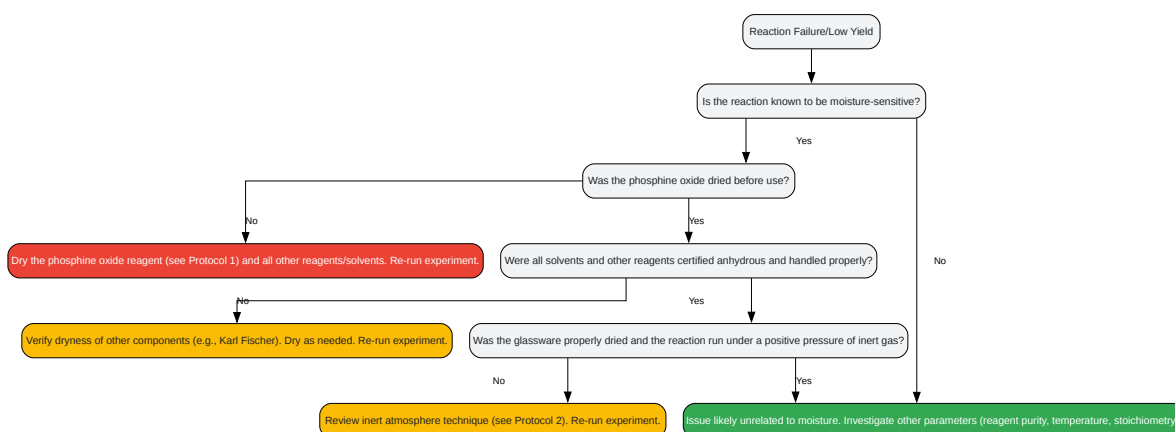 Reaction Failure/Low Yield
Is the reaction known to be moisture-sensitive?
Yes
Was the phosphine oxide dried before use?
No
Yes
Dry the phosphine oxide reagent (see Protocol 1) and all other reagents/solvents. Re-run experiment.
Were all solvents and other reagents certified anhydrous and handled properly?
No
No
Yes
Verify dryness of other components (e.g., Karl Fischer). Dry as needed. Re-run experiment.
Was the glassware properly dried and the reaction run under a positive pressure of inert gas?
No
Yes
Review inert atmosphere technique (see Protocol 2). Re-run experiment.
Issue likely unrelated to moisture. Investigate other parameters (reagent purity, temperature, stoichiometry